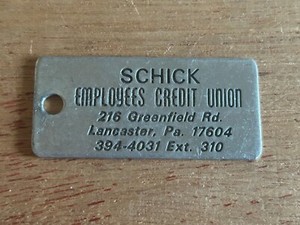 SCHICK
EMPLOYEES CREDIT UNION
216 Greenfield Rd.
Lancaster, Pa. 17604
394-4031 Ext. 310